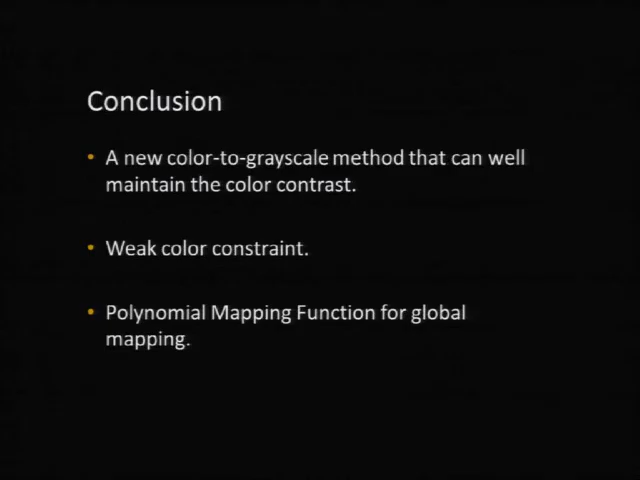 Conclusion
• A new color-to-grayscale method that can well
maintain the color contrast.
• Weak color constraint.
• Polynomial Mapping Function for global
mapping.